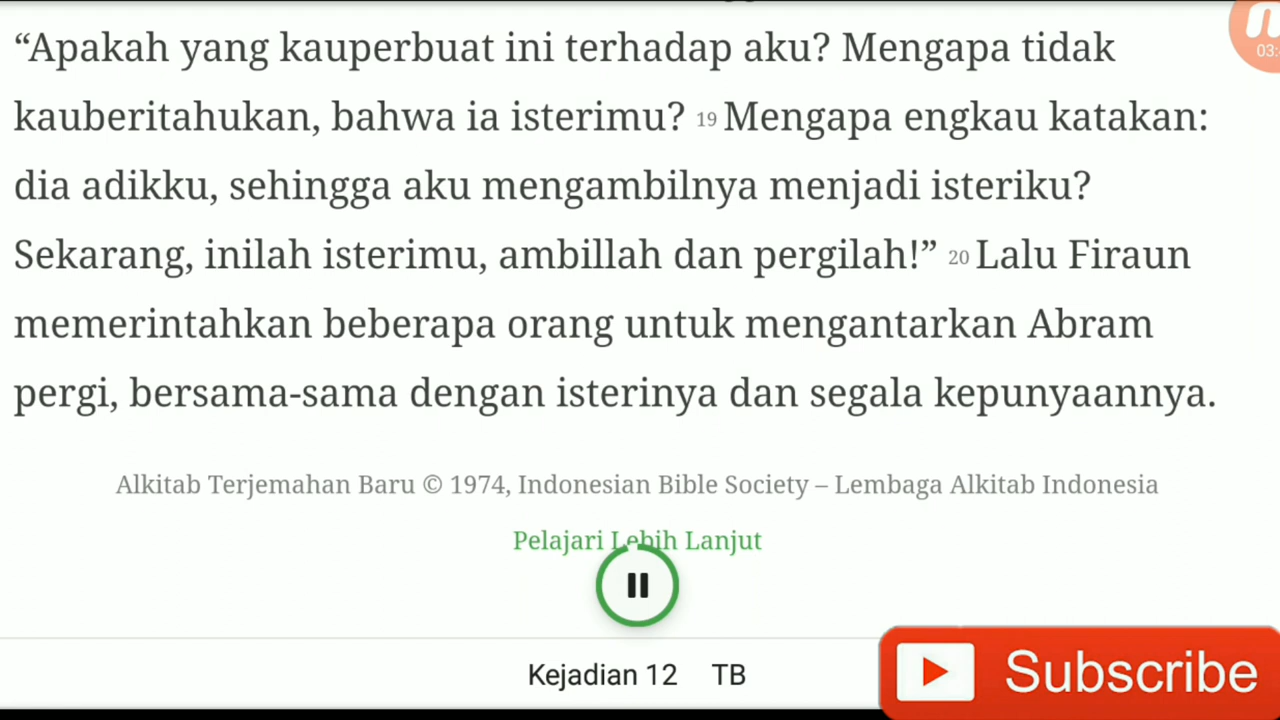 “Apakah yang kauperbuat ini terhadap aku? Mengapa tidak
kauberitahukan, bahwa ia isterimu? 19 Mengapa engkau katakan:
dia adikku, sehingga aku mengambilnya menjadi isteriku?
Sekarang, inilah isterimu, ambillah dan pergilah!” 20 Lalu Firaun
memerintahkan beberapa orang untuk mengantarkan Abram
pergi, bersama-sama dengan isterinya dan segala kepunyaannya.
Alkitab Terjemahan Baru © 1974, Indonesian Bible Society – Lembaga Alkitab Indonesia
Pelajari Lebih Lanjut
Kejadian 12 TB
Subscribe